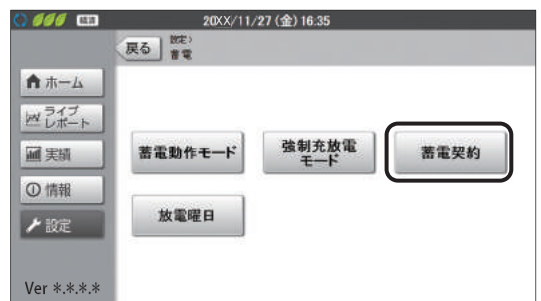 経済
20XX/11/27 (金) 16:35
戻る
設定>
蓄電
ホーム
ライブ
レポート
実績
情報
設定
蓄電動作モード
強制充放電
モード
蓄電契約
放電曜日
Ver *.*.*.*